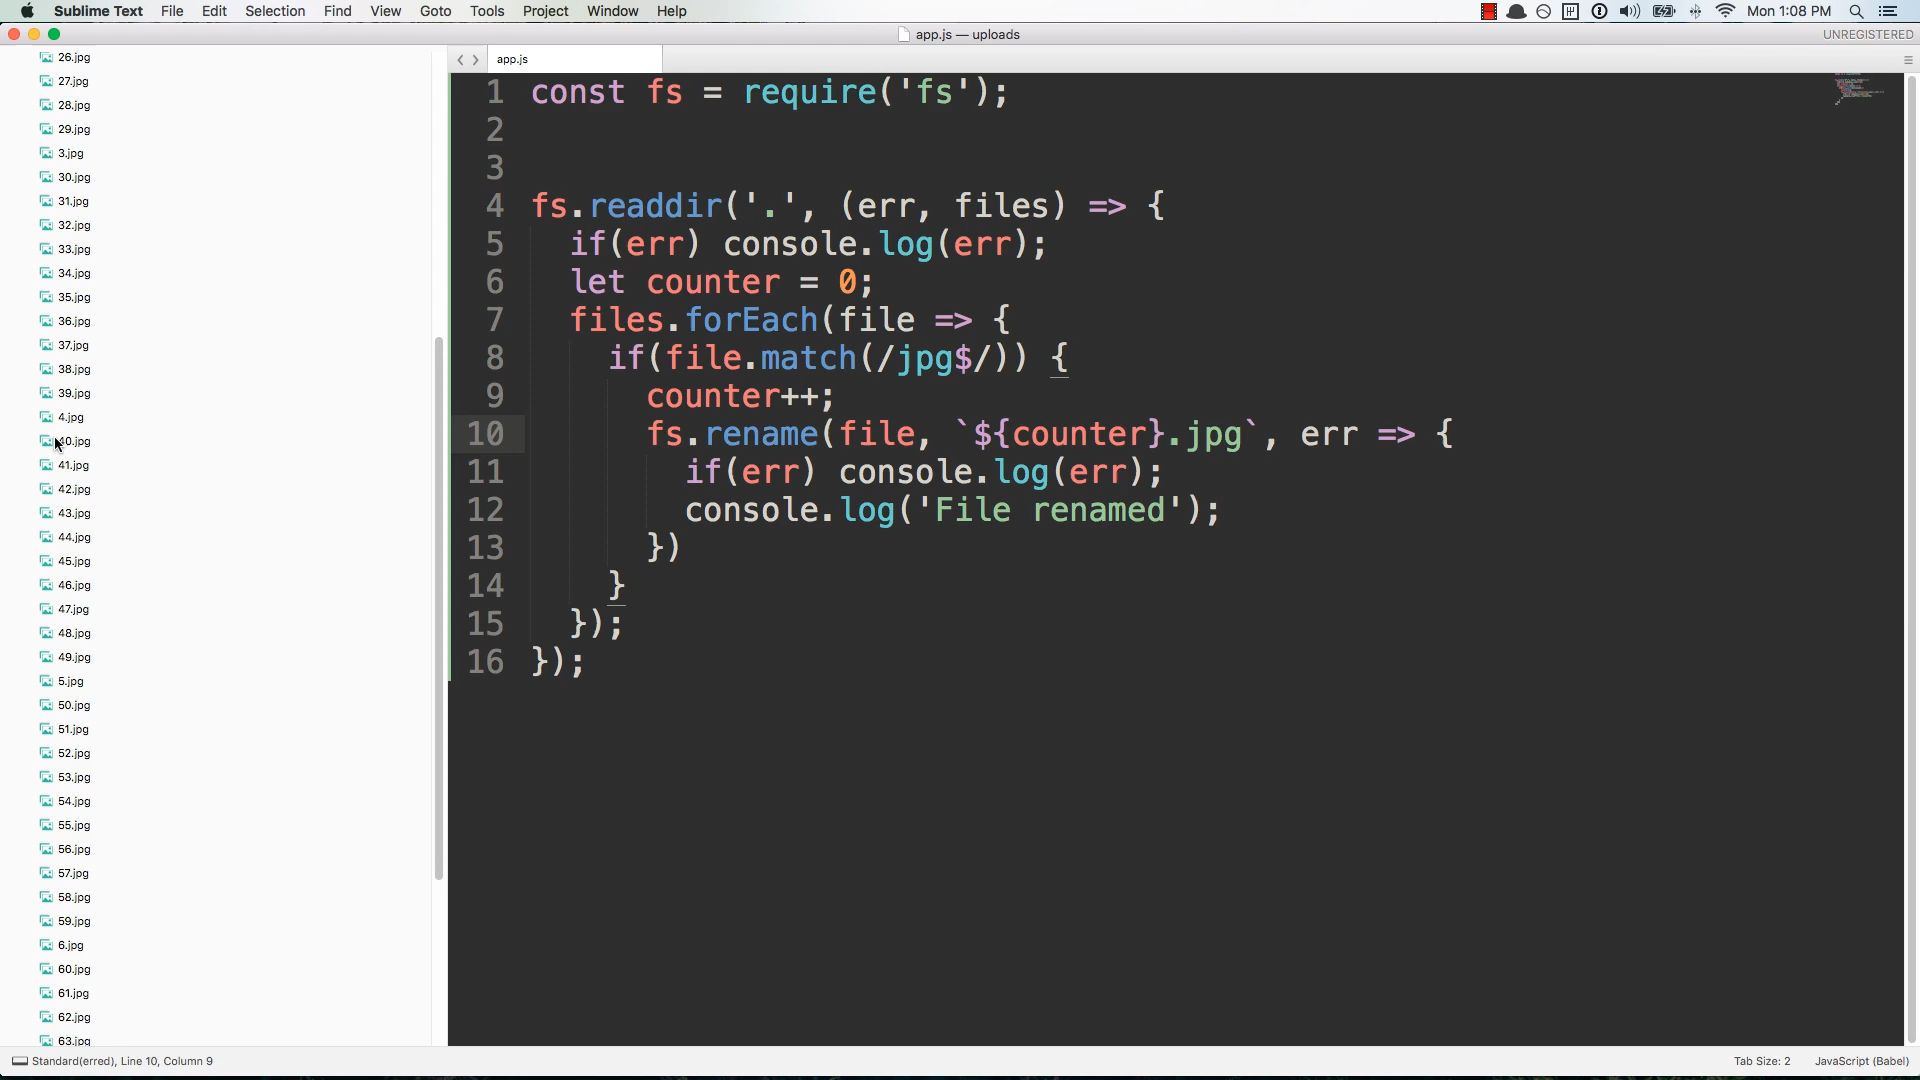 Sublime Text File Edit Selection Find View Goto Tools Project Window Help Mon 1:08 PM
app.js — uploads UNREGISTERED
26.jpg
27.jpg
28.jpg
29.jpg
3.jpg
30.jpg
31.jpg
32.jpg
33.jpg
34.jpg
35.jpg
36.jpg
37.jpg
38.jpg
39.jpg
4.jpg
40.jpg
41.jpg
42.jpg
43.jpg
44.jpg
45.jpg
46.jpg
47.jpg
48.jpg
49.jpg
5.jpg
50.jpg
51.jpg
52.jpg
53.jpg
54.jpg
55.jpg
56.jpg
57.jpg
58.jpg
59.jpg
6.jpg
60.jpg
61.jpg
62.jpg
63.jpg
app.js
1 const fs = require('fs');
2
3
4 fs.readdir('.', (err, files) => {
5 if(err) console.log(err);
6 let counter = 0;
7 files.forEach(file => {
8 if(file.match(/jpg$/)) {
9 counter++;
10 fs.rename(file, `${counter}.jpg`, err => {
11 if(err) console.log(err);
12 console.log('File renamed');
13 })
14 }
15 });
16 });
Standard(erred), Line 10, Column 9 Tab Size: 2 JavaScript (Babel)